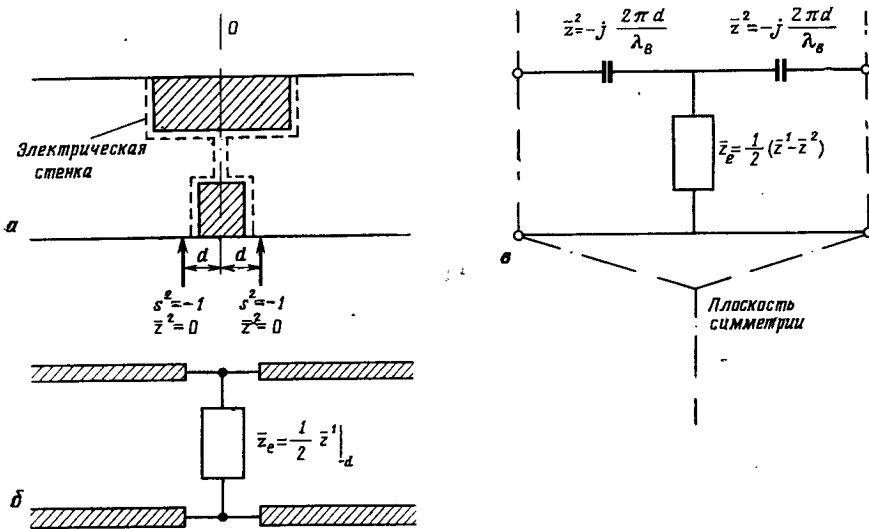 0
Электрическая
стенка
a
d d
s²=-1 s²=-1
z̄²=0 z̄²=0
z̄ₑ=1/2 z̄¹|₋d
б
z̄²=-j 2πd/λв z̄²=-j 2πd/λв
z̄ₑ=1/2 (z̄¹-z̄²)
в
Плоскость
симметрии